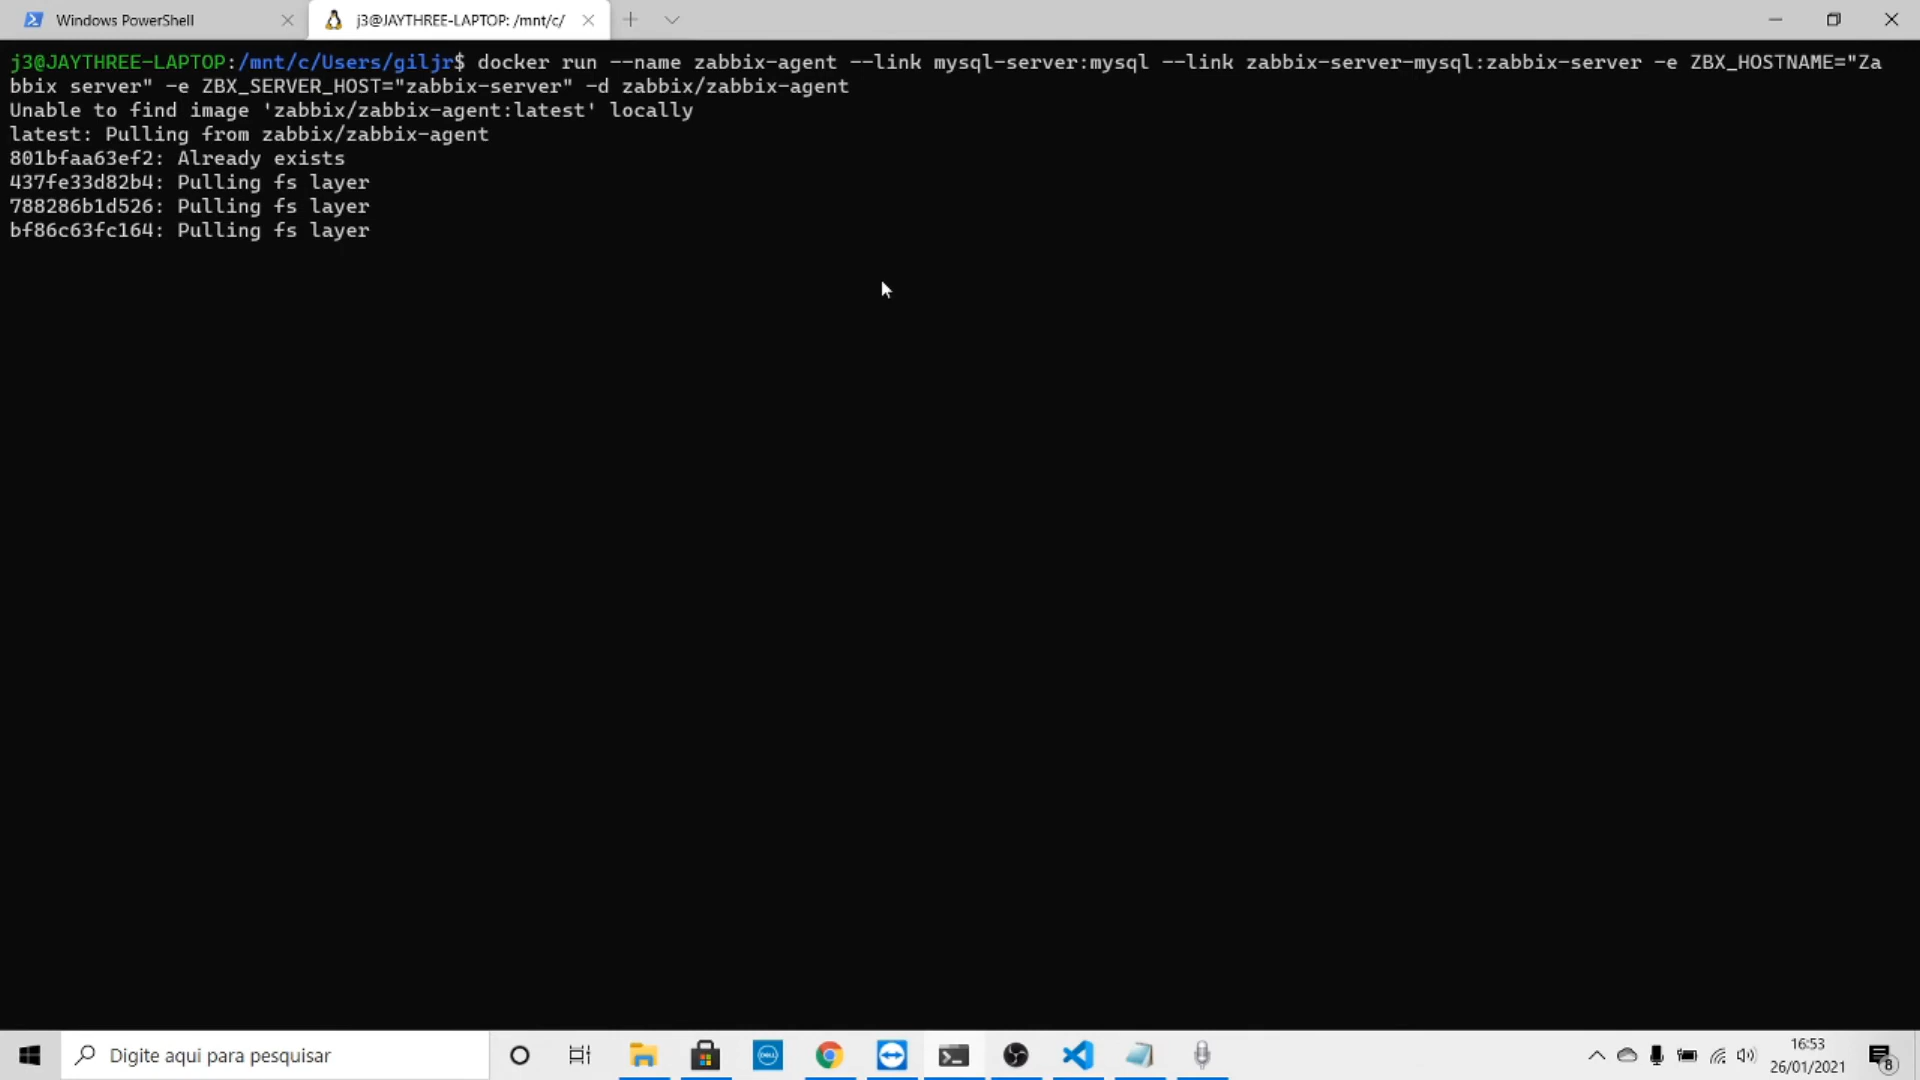 Windows PowerShell
j3@JAYTHREE-LAPTOP: /mnt/c/
j3@JAYTHREE-LAPTOP:/mnt/c/Users/giljr$ docker run --name zabbix-agent --link mysql-server:mysql --link zabbix-server-mysql:zabbix-server -e ZBX_HOSTNAME="Za
bbix server" -e ZBX_SERVER_HOST="zabbix-server" -d zabbix/zabbix-agent
Unable to find image 'zabbix/zabbix-agent:latest' locally
latest: Pulling from zabbix/zabbix-agent
801bfaa63ef2: Already exists
437fe33d82b4: Pulling fs layer
788286b1d526: Pulling fs layer
bf86c63fc164: Pulling fs layer
Digite aqui para pesquisar
DELL
16:53
26/01/2021
8